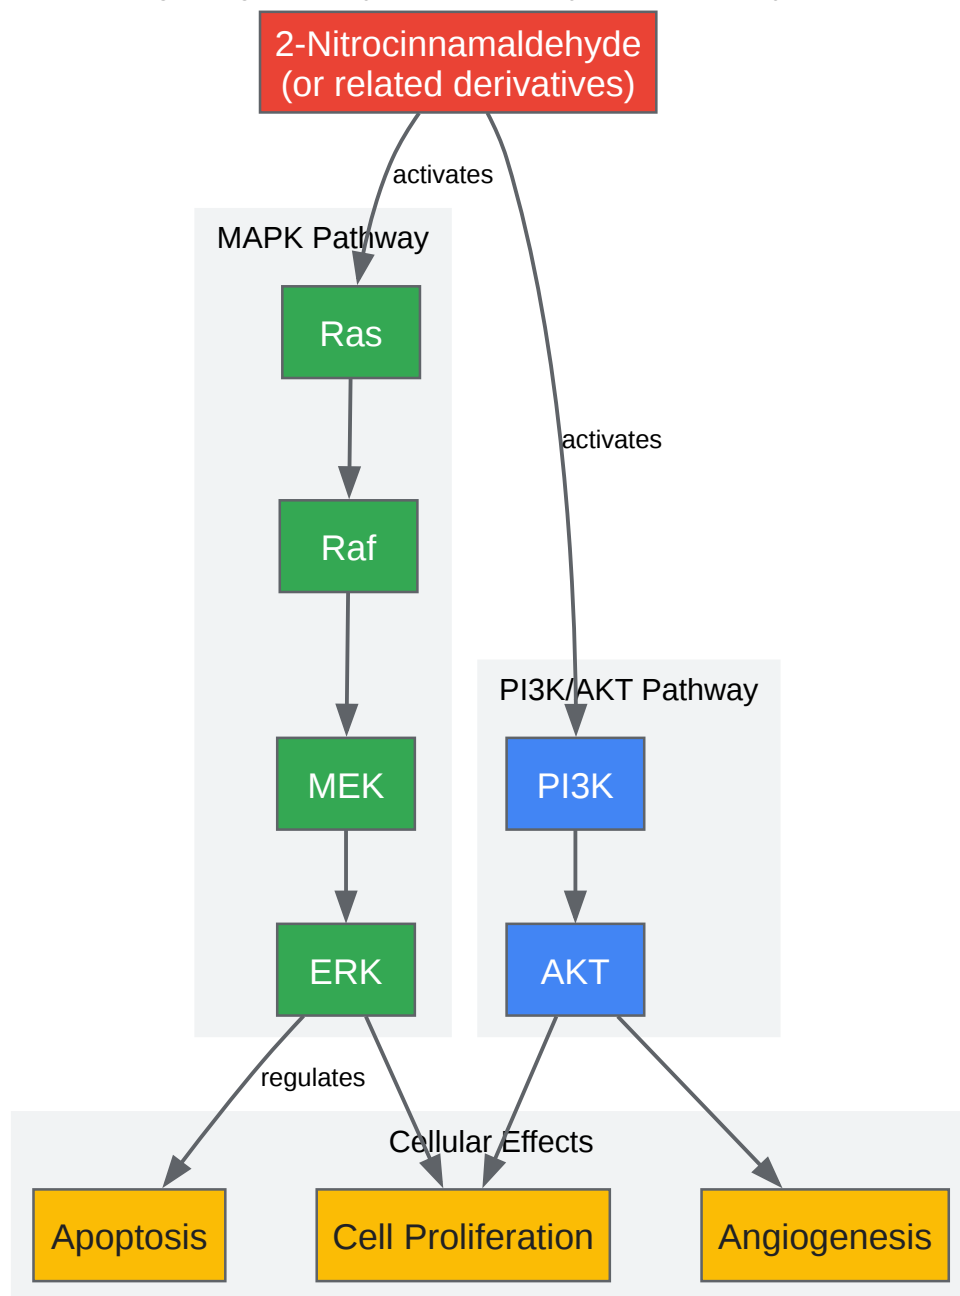 2-Nitrocinnamaldehyde
(or related derivatives)
activates
MAPK Pathway
Ras
activates
Raf
PI3K/AKT Pathway
MEK
PI3K
ERK
AKT
regulates
Cellular Effects
Apoptosis
Cell Proliferation
Angiogenesis